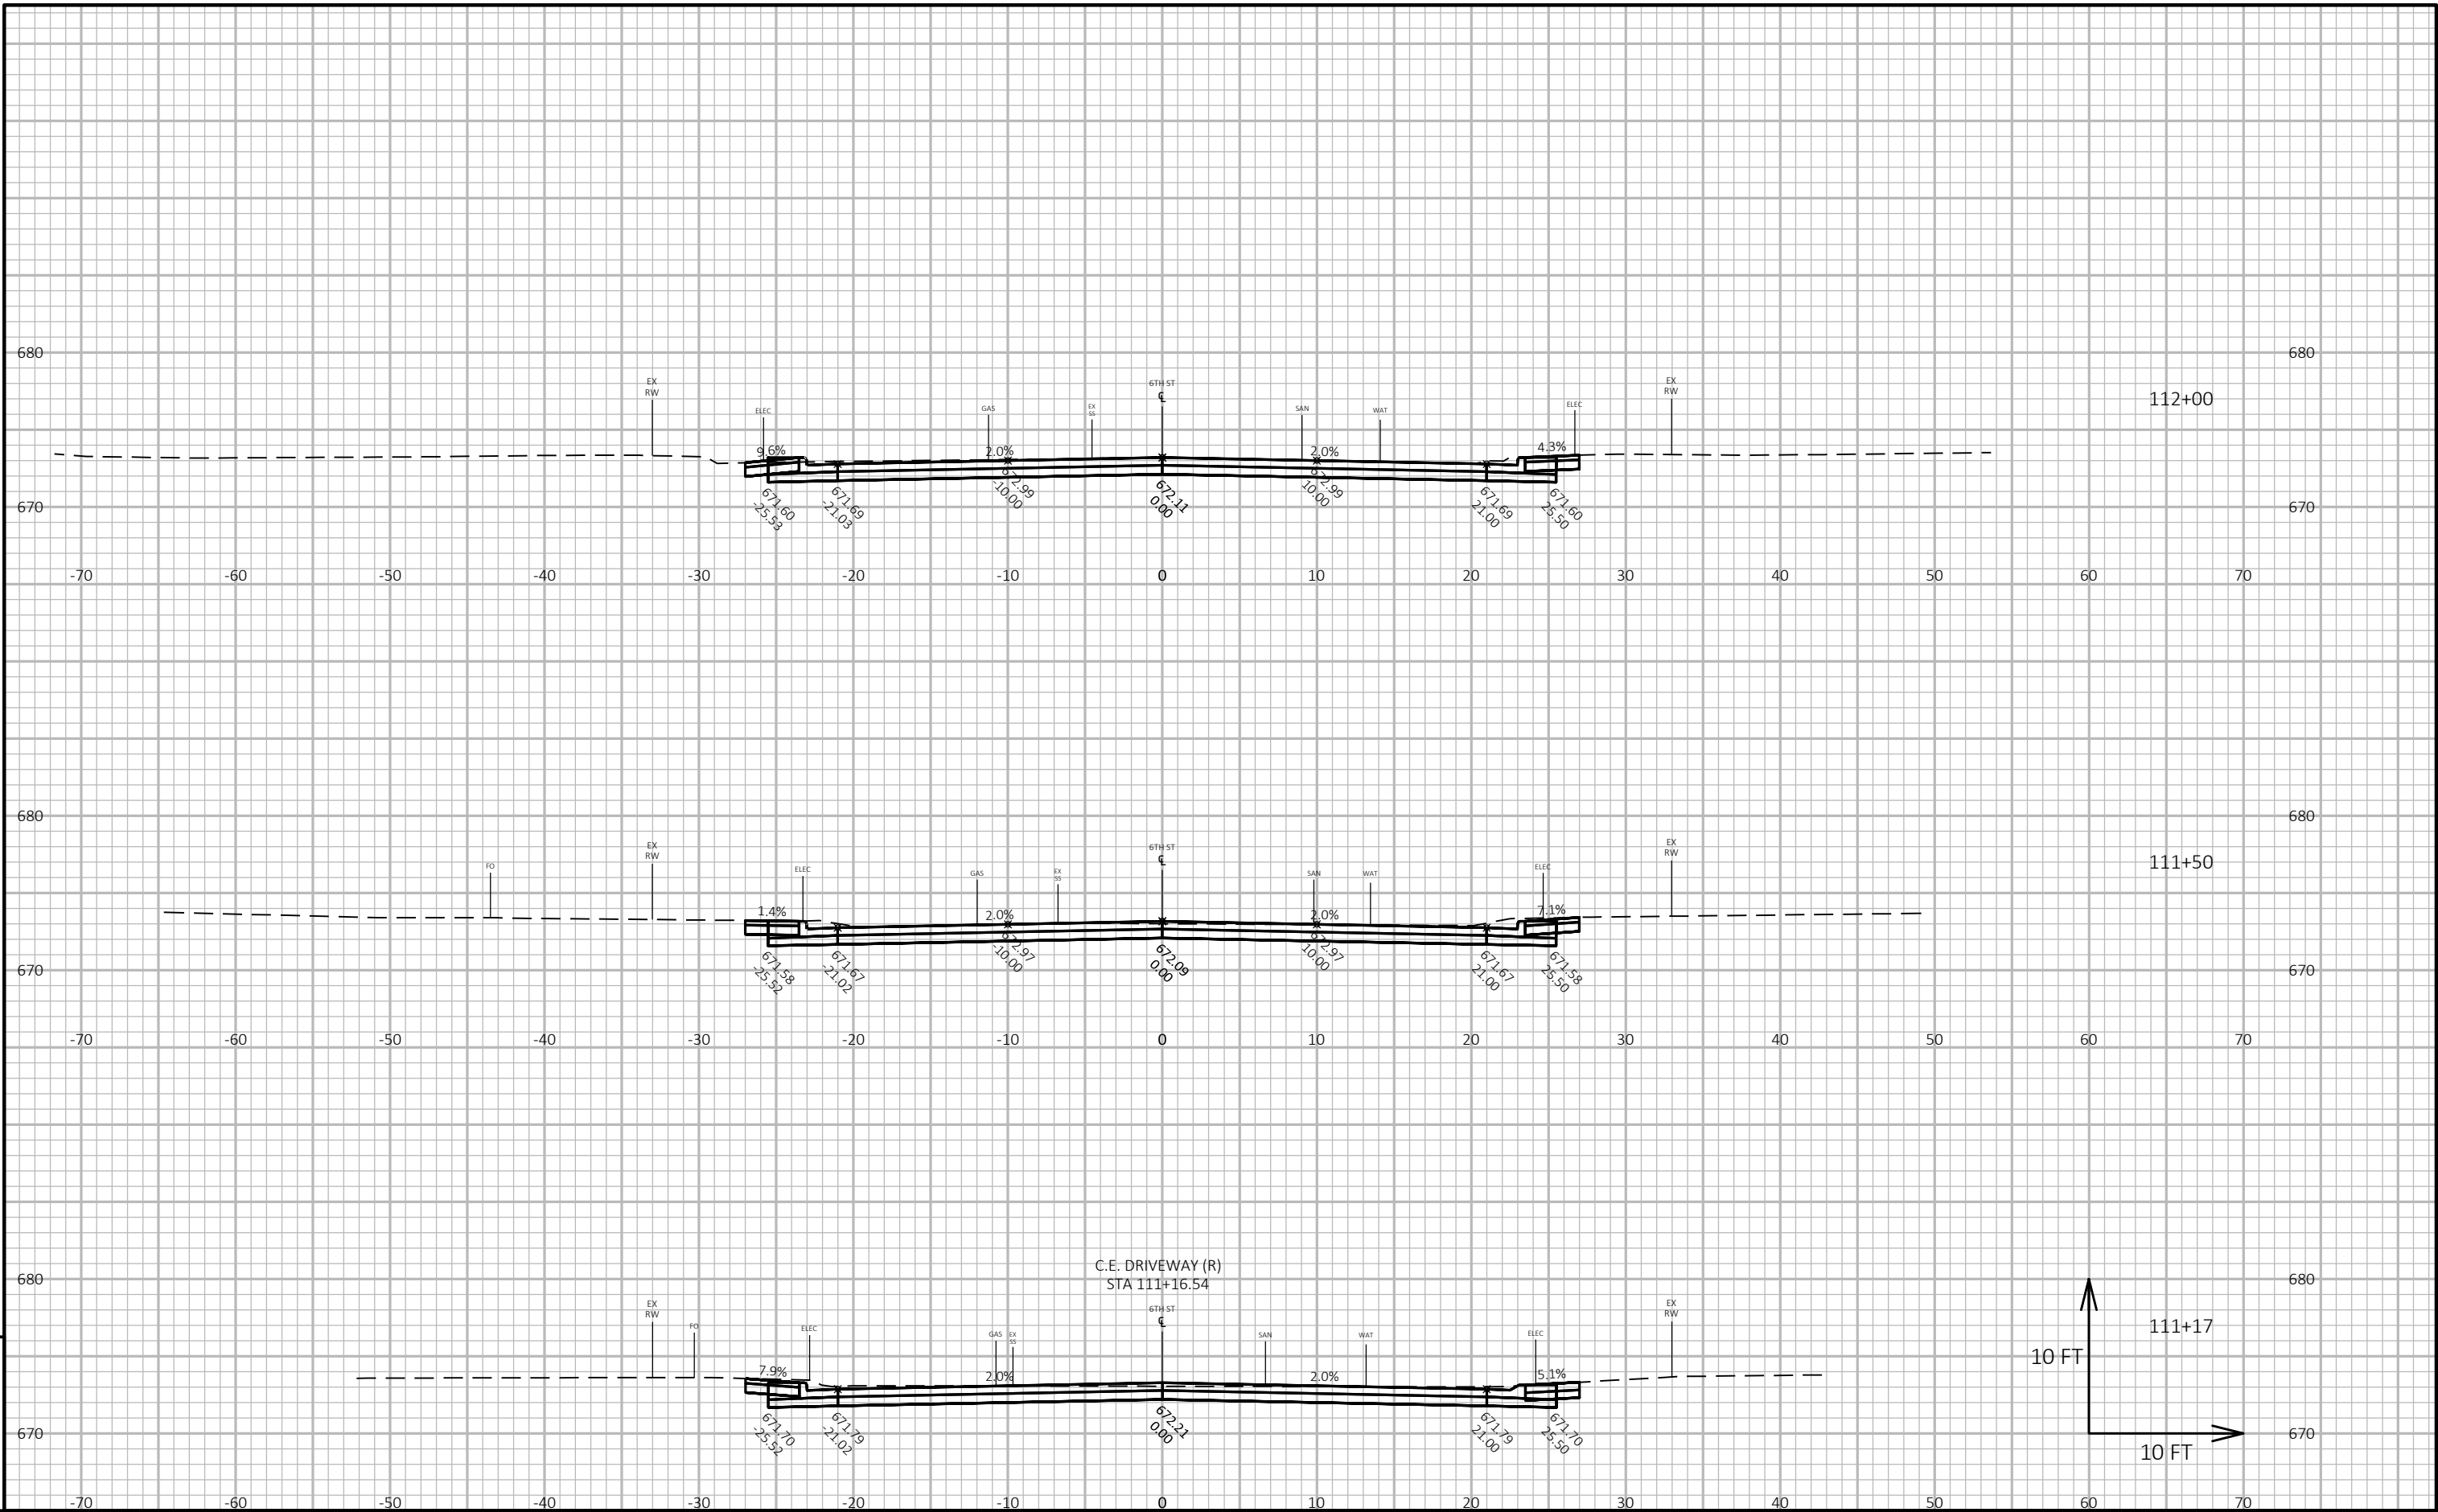 680
680
6TH ST
℄
EX
RW
EX
RW
ELEC
GAS
EX
SS
SAN
WAT
ELEC
112+00
9.6%
2.0%
2.0%
4.3%
671.60
-25.53
671.69
-21.03
672.99
-10.00
672.11
0.00
672.99
10.00
671.69
21.00
671.60
25.50
670
670
-70 -60 -50 -40 -30 -20 -10 0 10 20 30 40 50 60 70
680
680
6TH ST
℄
EX
RW
EX
RW
FO
ELEC
GAS
EX
SS
SAN
WAT
ELEC
111+50
1.4%
2.0%
2.0%
7.1%
671.58
-25.52
671.67
-21.02
672.97
-10.00
672.09
0.00
672.97
10.00
671.67
21.00
671.58
25.50
670
670
-70 -60 -50 -40 -30 -20 -10 0 10 20 30 40 50 60 70
C.E. DRIVEWAY (R)
STA 111+16.54
680
680
6TH ST
℄
EX
RW
EX
RW
FO
ELEC
GAS
EX
SS
SAN
WAT
ELEC
111+17
10 FT
7.9%
2.0%
2.0%
5.1%
671.70
-25.52
671.79
-21.02
672.21
0.00
671.79
21.00
671.70
25.50
670
670
10 FT
-70 -60 -50 -40 -30 -20 -10 0 10 20 30 40 50 60 70